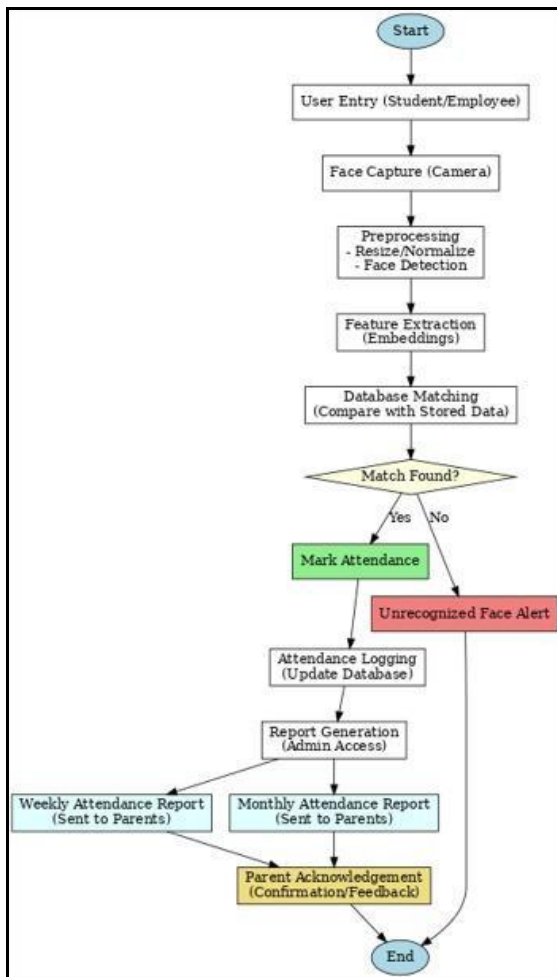 Start
User Entry (Student/Employee)
Face Capture (Camera)
Preprocessing
- Resize/Normalize
- Face Detection
Feature Extraction
(Embeddings)
Database Matching
(Compare with Stored Data)
Match Found?
Yes
No
Mark Attendance
Unrecognized Face Alert
Attendance Logging
(Update Database)
Report Generation
(Admin Access)
Weekly Attendance Report
(Sent to Parents)
Monthly Attendance Report
(Sent to Parents)
Parent Acknowledgement
(Confirmation/Feedback)
End